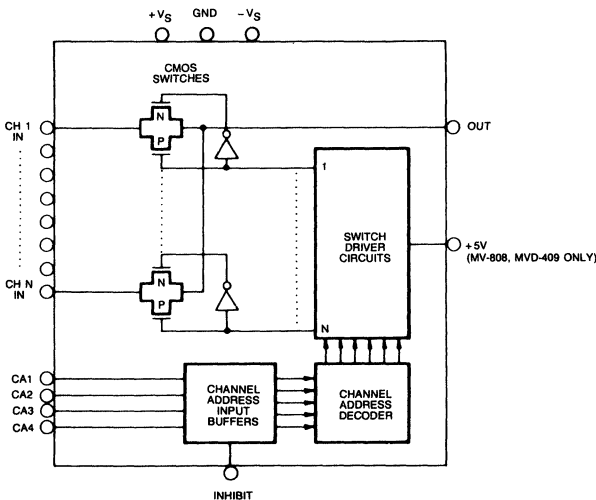 +VS GND -VS
CMOS
SWITCHES
CH 1
IN
N
P
OUT
1
SWITCH
DRIVER
CIRCUITS
+5V
(MV-808, MVD-409 ONLY)
CH N
IN
N
P
N
CA1
CA2
CA3
CA4
CHANNEL
ADDRESS
INPUT
BUFFERS
CHANNEL
ADDRESS
DECODER
INHIBIT